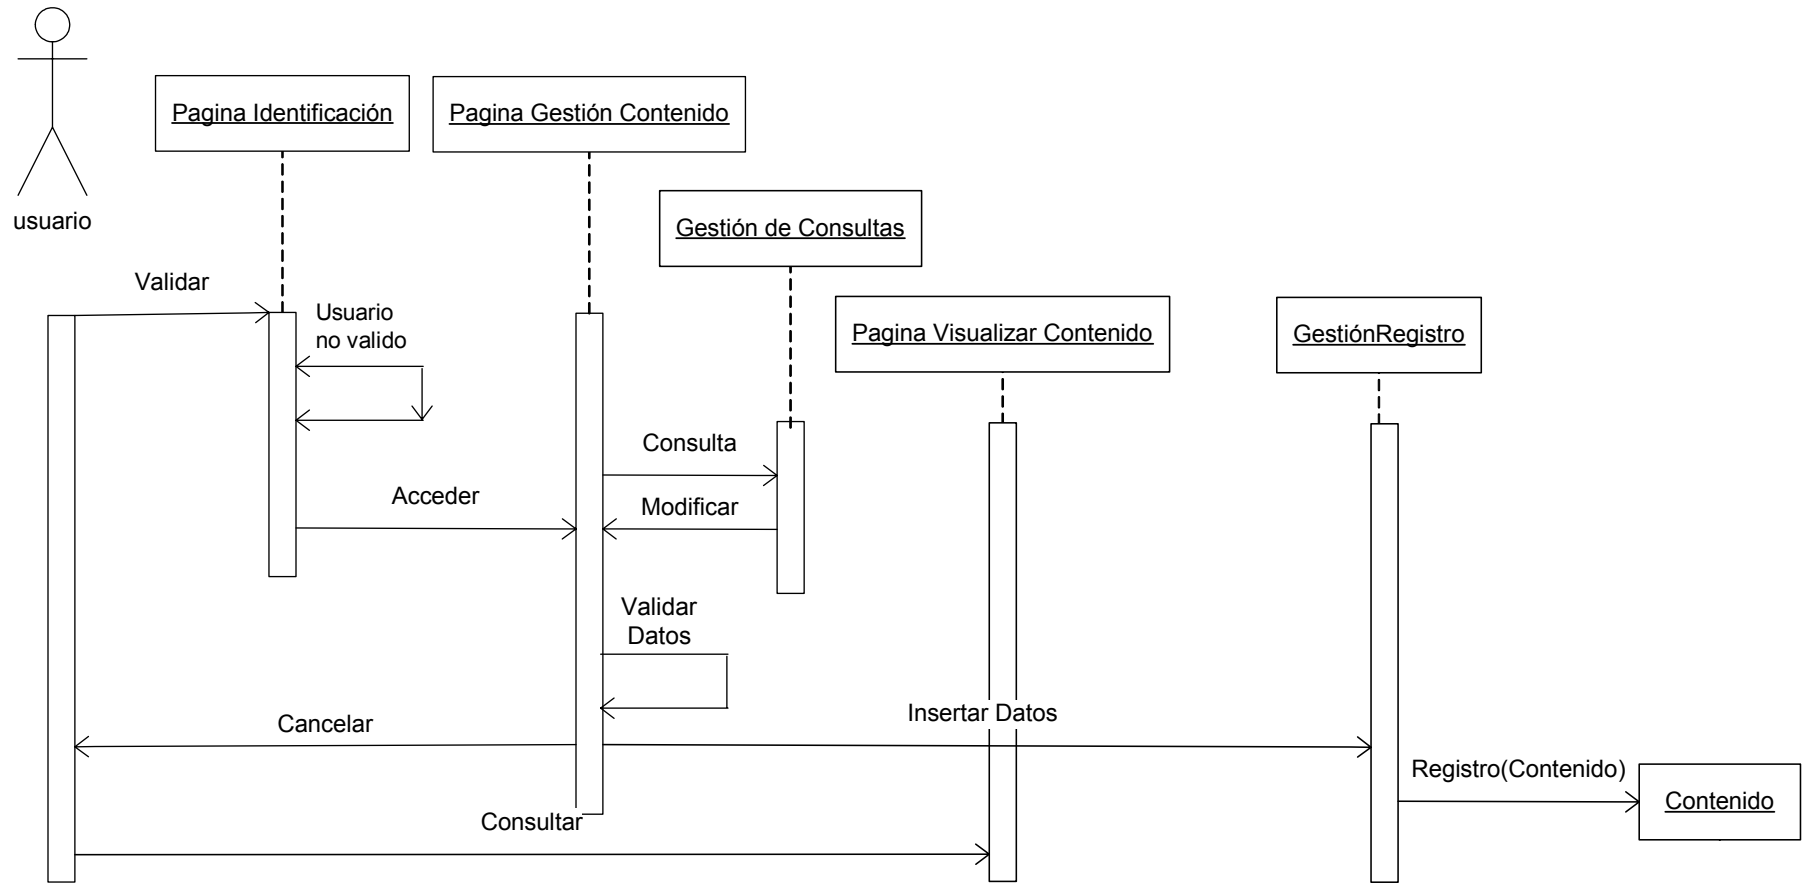 Pagina Identificación
Pagina Gestión Contenido
usuario
Gestión de Consultas
Validar
Usuario
no valido
Pagina Visualizar Contenido
GestiónRegistro
Consulta
Acceder
Modificar
Validar
Datos
Cancelar
Insertar Datos
Registro(Contenido)
Contenido
Consultar